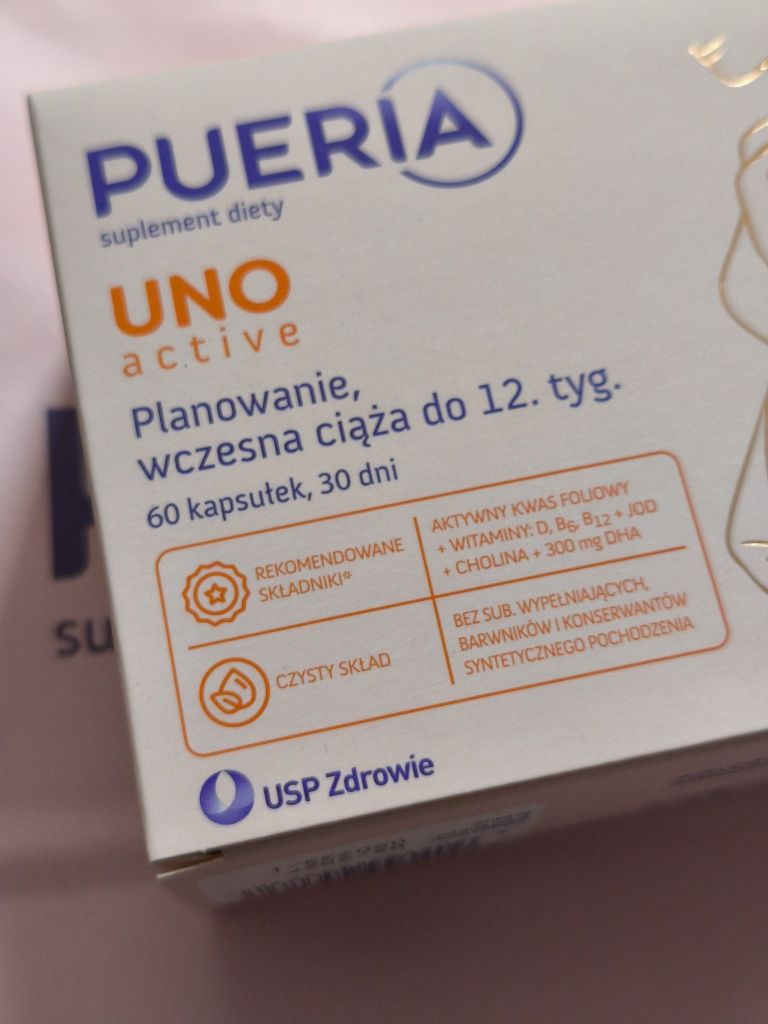 PUERIA
suplement diety
UNO
active
Planowanie,
wczesna ciąża do 12. tyg.
60 kapsułek, 30 dni
REKOMENDOWANE
SKŁADNIKI*
AKTYWNY KWAS FOLIOWY
+ WITAMINY: D, B6, B12 + JOD
+ CHOLINA + 300 mg DHA
CZYSTY SKŁAD
BEZ SUB. WYPEŁNIAJĄCYCH,
BARWNIKÓW I KONSERWANTÓW
SYNTETYCZNEGO POCHODZENIA
USP Zdrowie
su